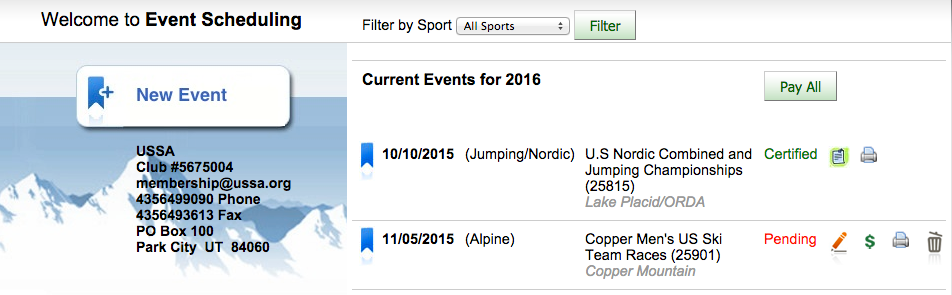 Welcome to Event Scheduling
Filter by Sport All Sports Filter
New Event
USSA
Club #5675004
membership@ussa.org
4356499090 Phone
4356493613 Fax
PO Box 100
Park City UT 84060
Current Events for 2016 Pay All
10/10/2015 (Jumping/Nordic) U.S Nordic Combined and Certified
Jumping Championships
(25815)
Lake Placid/ORDA
11/05/2015 (Alpine) Copper Men's US Ski Pending $
Team Races (25901)
Copper Mountain